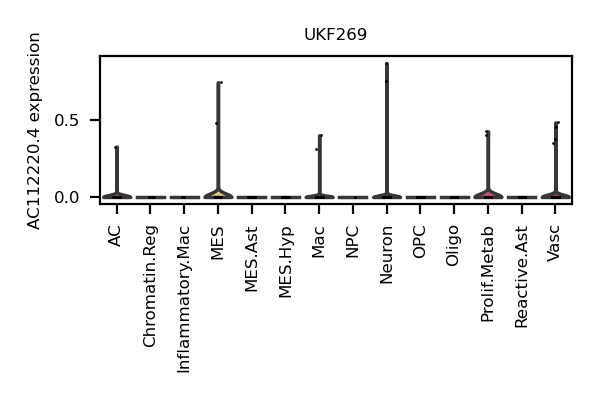 UKF269
AC112220.4 expression
0.5
0.0
AC
Chromatin.Reg
Inflammatory.Mac
MES
MES.Ast
MES.Hyp
Mac
NPC
Neuron
OPC
Oligo
Prolif.Metab
Reactive.Ast
Vasc